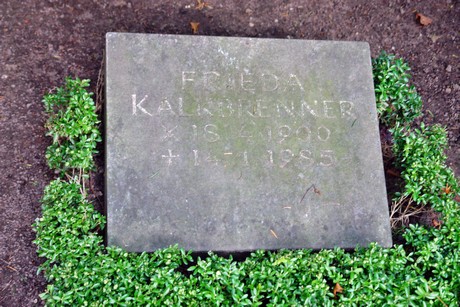 FRIEDA
KALKBRENNER
× 18.4.1900
† 14.1.1985